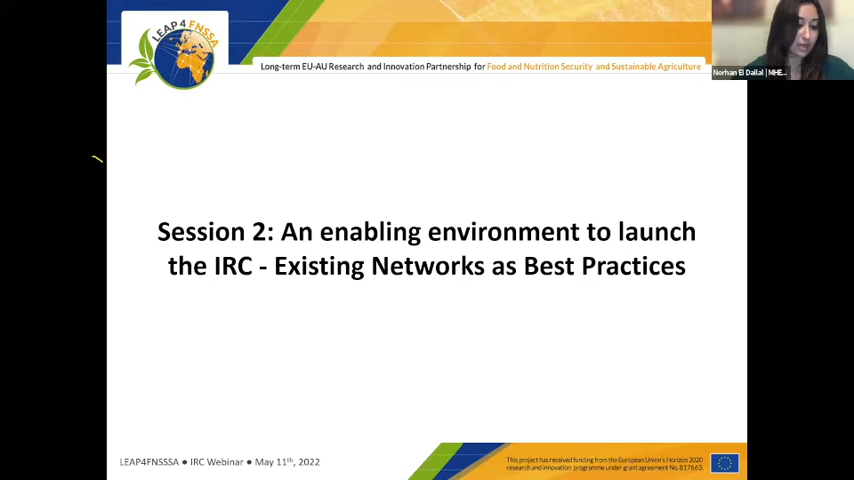 LEAP 4 FNSSA
Long-term EU-AU Research and Innovation Partnership for Food and Nutrition Security and Sustainable Agriculture
Norhan El Dallal | MHE...
Session 2: An enabling environment to launch
the IRC - Existing Networks as Best Practices
LEAP4FNSSSA ● IRC Webinar ● May 11th, 2022
This project has received funding from the European Union's Horizon 2020
research and innovation programme under grant agreement No. 817663.